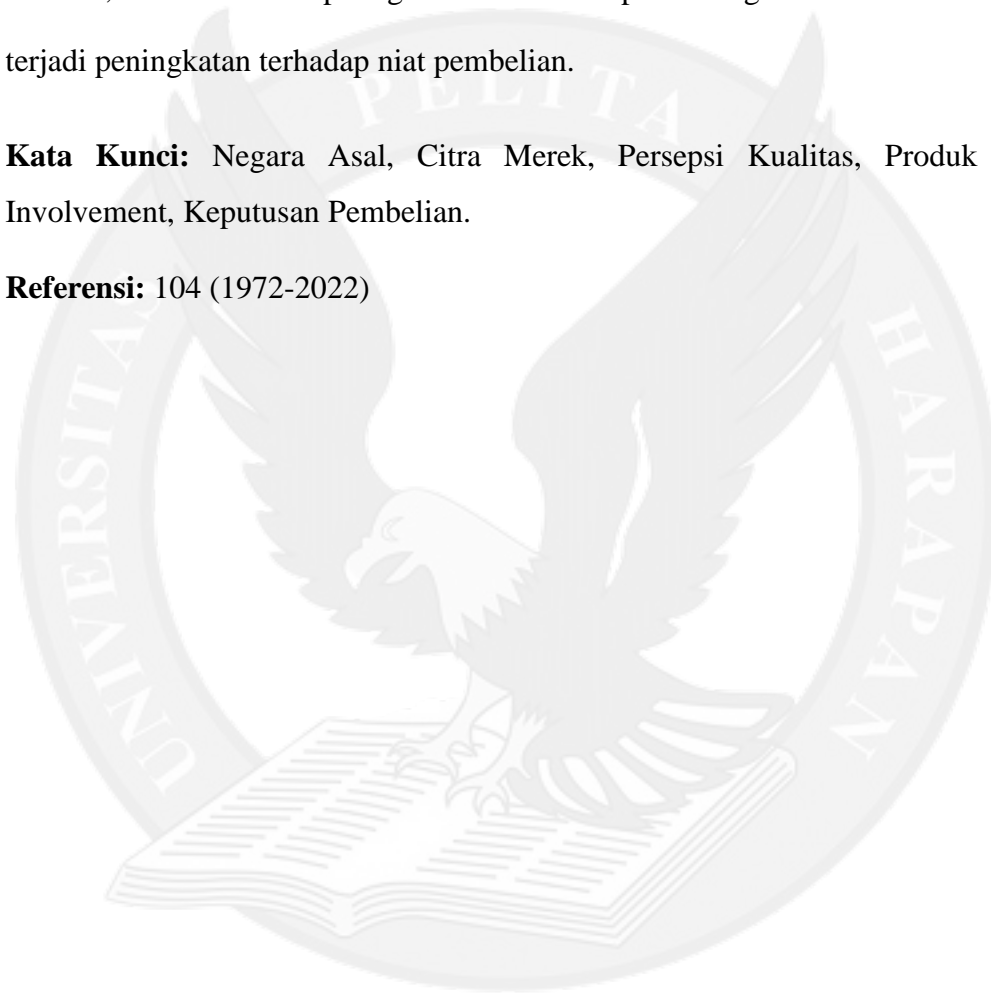 terjadi peningkatan terhadap niat pembelian.
Kata Kunci: Negara Asal, Citra Merek, Persepsi Kualitas, Produk
Involvement, Keputusan Pembelian.
Referensi: 104 (1972-2022)
UNIVERSITAS PELITA HARAPAN